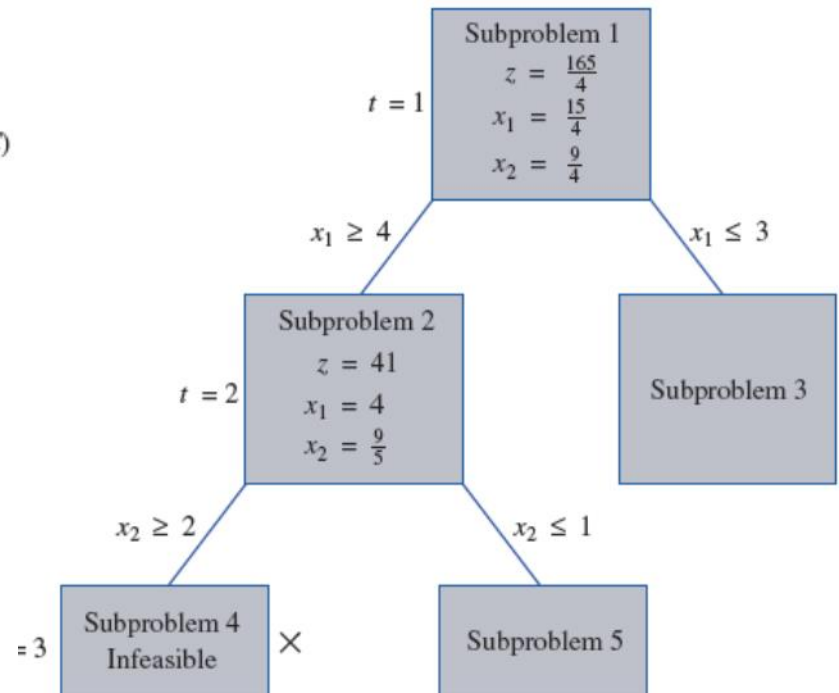 Subproblem 1
z = 165/4
t = 1
x₁ = 15/4
)
x₂ = 9/4
x₁ ≥ 4
x₁ ≤ 3
Subproblem 2
z = 41
t = 2
x₁ = 4
x₂ = 9/5
Subproblem 3
x₂ ≥ 2
x₂ ≤ 1
= 3
Subproblem 4
Infeasible
×
Subproblem 5